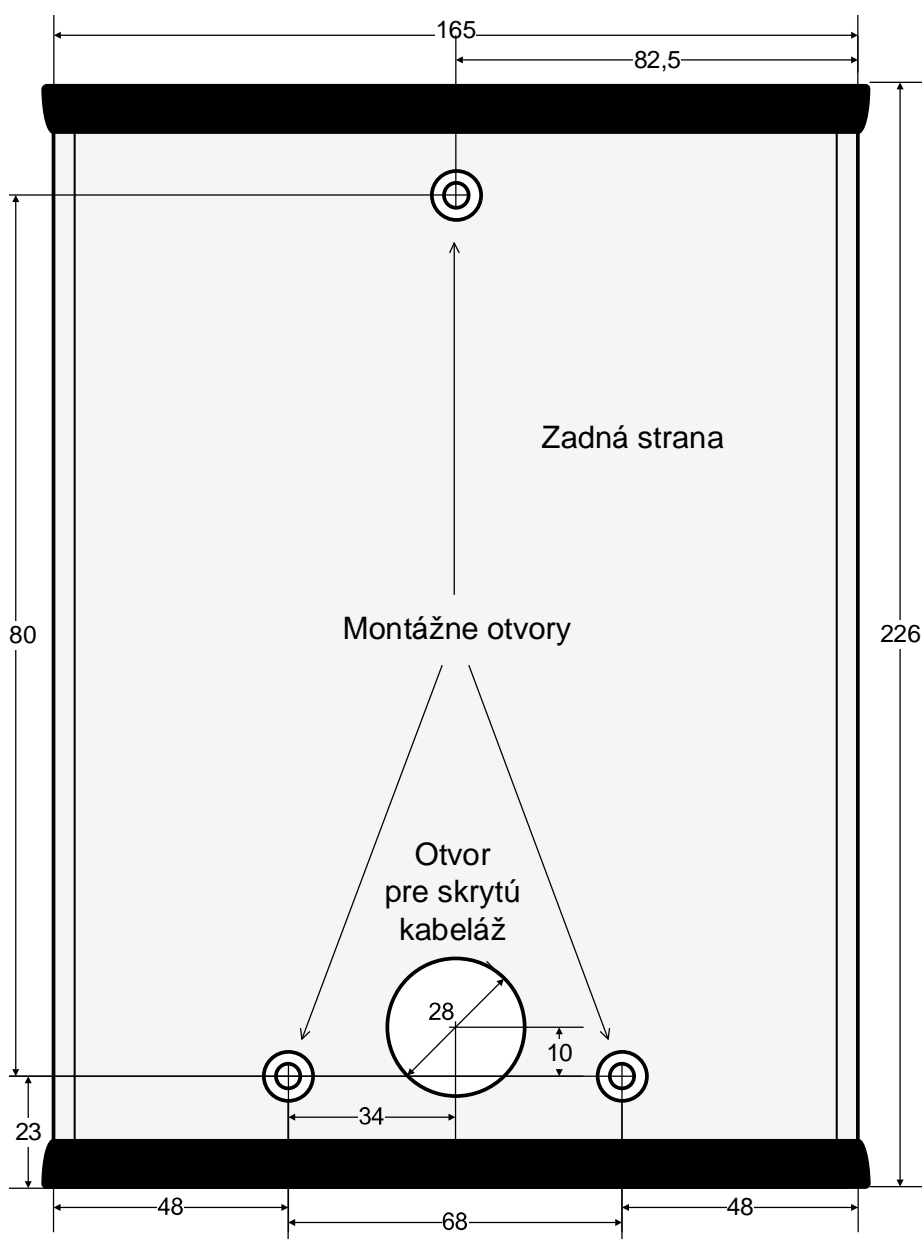 165
82,5
Zadná strana
80
Montážne otvory
226
Otvor
pre skrytú
kabeláž
28
10
34
23
48
68
48